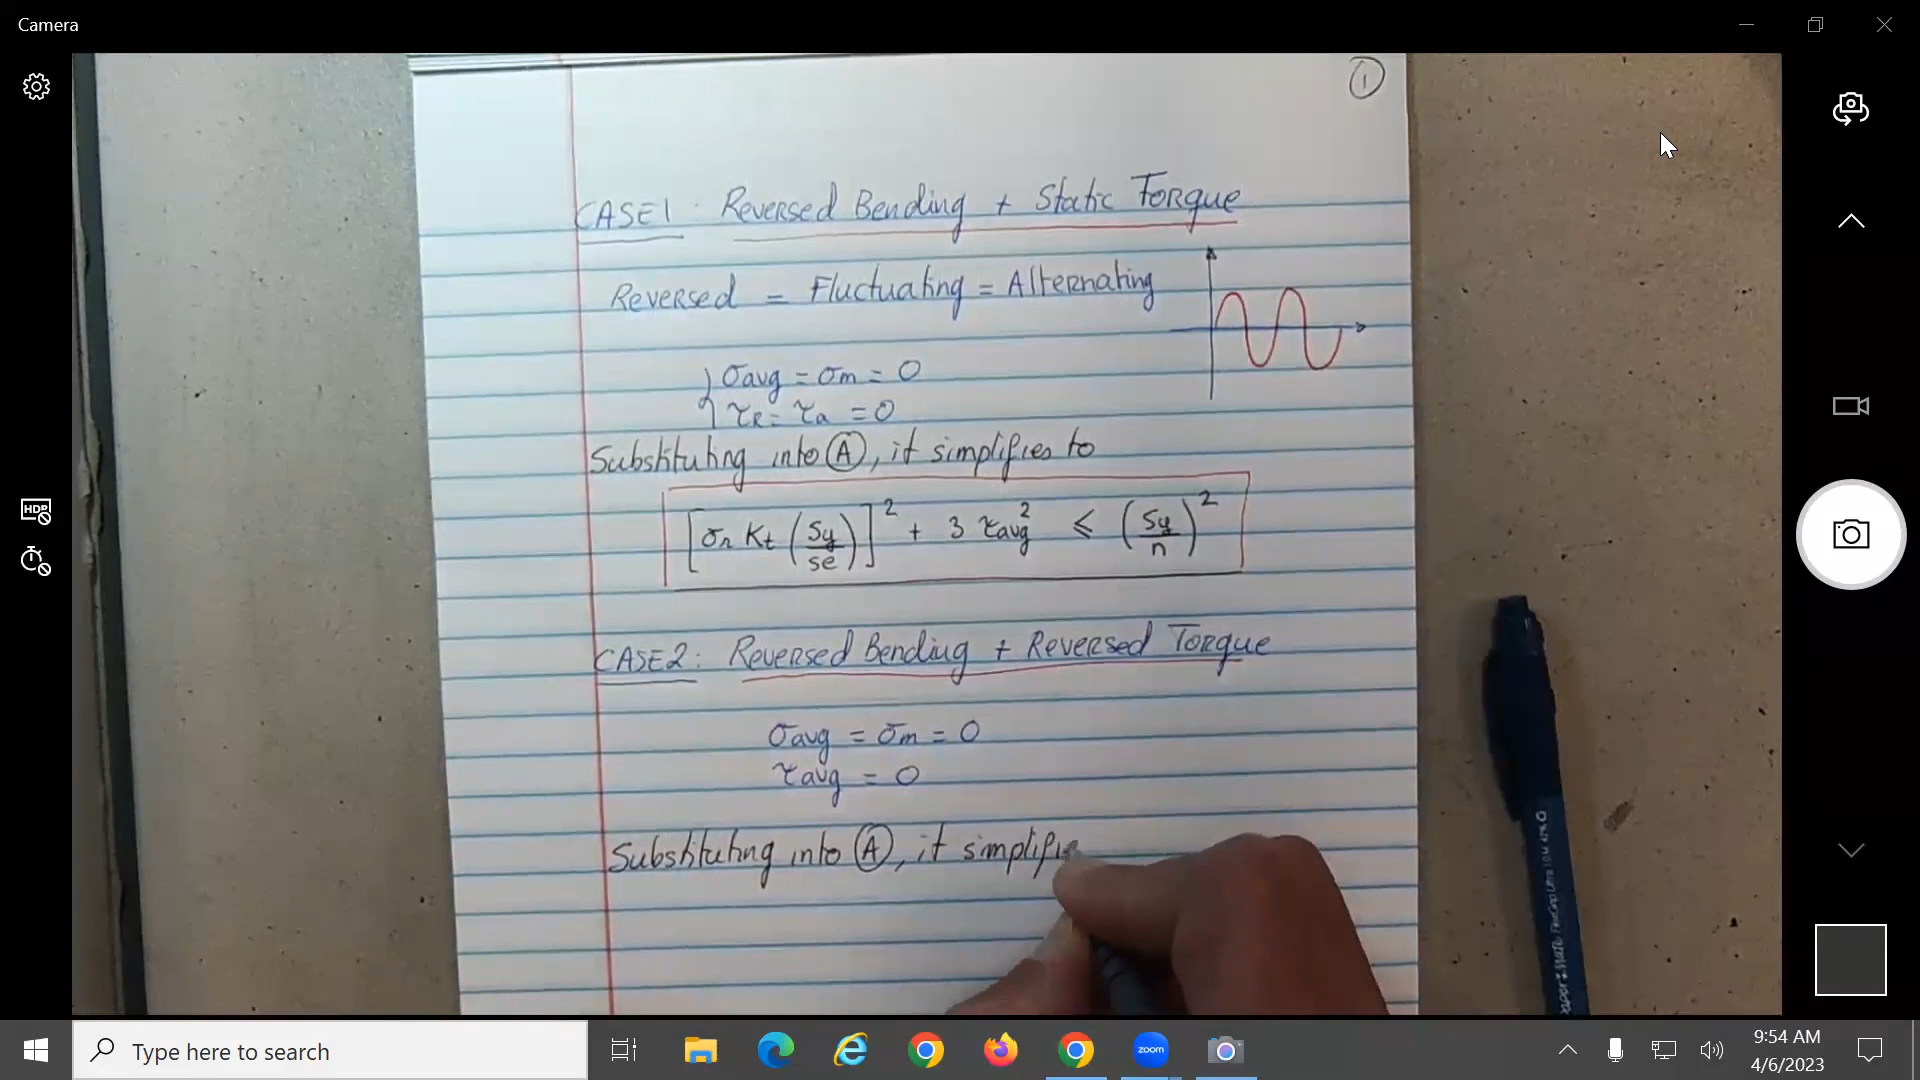 Camera
①
CASE1: Reversed Bending + Static Torque
Reversed = Fluctuating = Alternating
σavg = σm = 0
τR = τa = 0
Substituting into Ⓐ, it simplifies to
[σr Kt (Sy/Se)]² + 3 τavg² ≤ (Sy/n)²
CASE2: Reversed Bending + Reversed Torque
σavg = σm = 0
τavg = 0
Substituting into Ⓐ, it simplifie
HDR
Type here to search
zoom
9:54 AM
4/6/2023